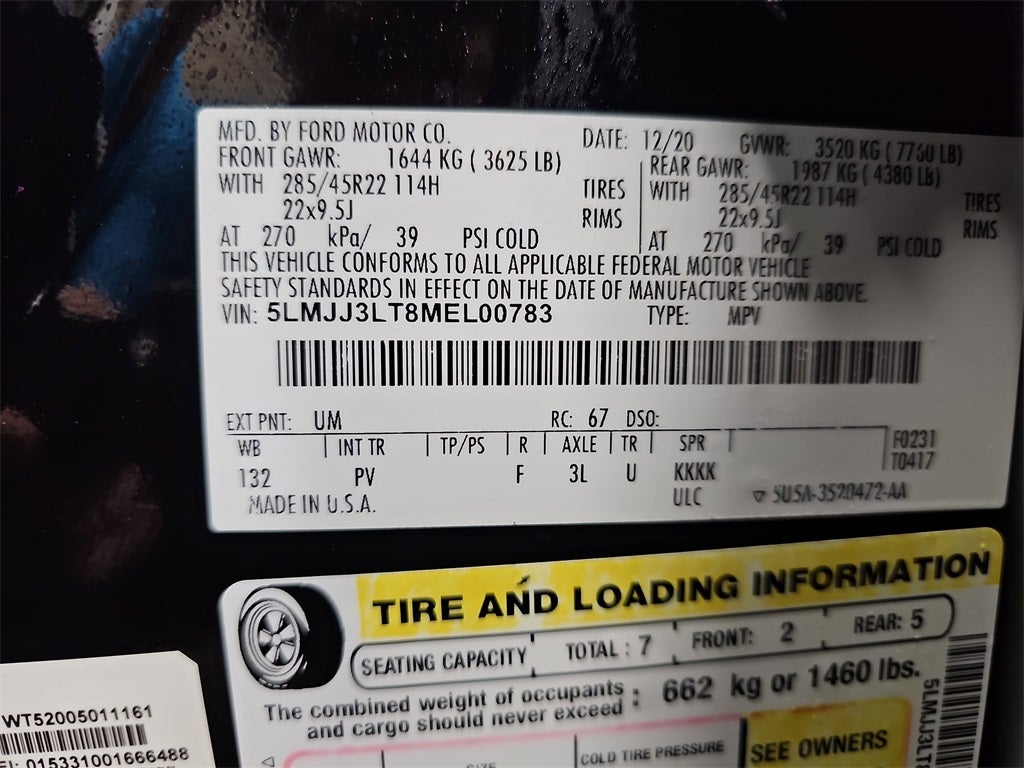 MFD. BY FORD MOTOR CO. DATE: 12/20 GVWR: 3520 KG ( 7760 LB)
FRONT GAWR: 1644 KG ( 3625 LB) REAR GAWR: 1987 KG ( 4380 LB)
WITH 285/45R22 114H TIRES WITH 285/45R22 114H TIRES
22x9.5J RIMS 22x9.5J RIMS
AT 270 kPa/ 39 PSI COLD AT 270 kPa/ 39 PSI COLD
THIS VEHICLE CONFORMS TO ALL APPLICABLE FEDERAL MOTOR VEHICLE
SAFETY STANDARDS IN EFFECT ON THE DATE OF MANUFACTURE SHOWN ABOVE.
VIN: 5LMJJ3LT8MEL00783 TYPE: MPV
EXT PNT: UM RC: 67 DSO:
WB INT TR TP/PS R AXLE TR SPR F0231
T0417
132 PV F 3L U KKKK
MADE IN U.S.A. ULC 5U5A-3520472-AA
TIRE AND LOADING INFORMATION
SEATING CAPACITY TOTAL : 7 FRONT: 2 REAR: 5
The combined weight of occupants : 662 kg or 1460 lbs.
and cargo should never exceed
SIZE COLD TIRE PRESSURE SEE OWNERS
5LMJJ3LT8
WT52005011161
015331001666488